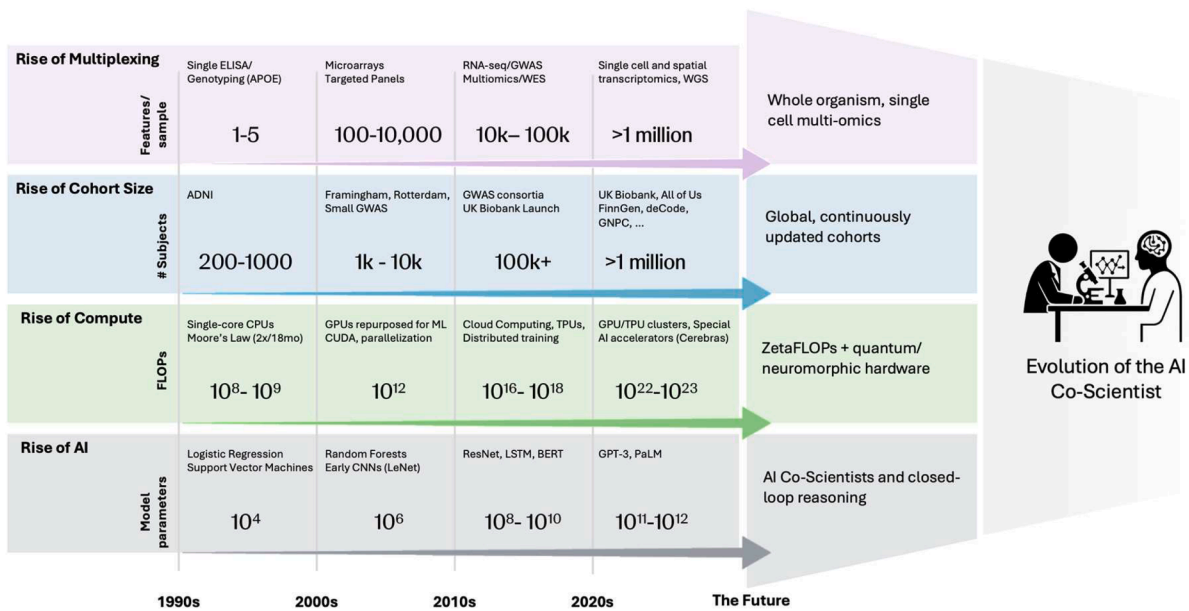 Rise of Multiplexing
Features/
sample
Single ELISA/
Genotyping (APOE)
1-5
Microarrays
Targeted Panels
100-10,000
RNA-seq/GWAS
Multiomics/WES
10k– 100k
Single cell and spatial
transcriptomics, WGS
>1 million
Whole organism, single
cell multi-omics
Rise of Cohort Size
# Subjects
ADNI
200-1000
Framingham, Rotterdam,
Small GWAS
1k - 10k
GWAS consortia
UK Biobank Launch
100k+
UK Biobank, All of Us
FinnGen, deCode,
GNPC, ...
>1 million
Global, continuously
updated cohorts
Rise of Compute
FLOPs
Single-core CPUs
Moore's Law (2x/18mo)
10⁸- 10⁹
GPUs repurposed for ML
CUDA, parallelization
10¹²
Cloud Computing, TPUs,
Distributed training
10¹⁶- 10¹⁸
GPU/TPU clusters, Special
AI accelerators (Cerebras)
10²²-10²³
ZetaFLOPs + quantum/
neuromorphic hardware
Rise of AI
Model
parameters
Logistic Regression
Support Vector Machines
10⁴
Random Forests
Early CNNs (LeNet)
10⁶
ResNet, LSTM, BERT
10⁸- 10¹⁰
GPT-3, PaLM
10¹¹-10¹²
AI Co-Scientists and closed-
loop reasoning
Evolution of the AI
Co-Scientist
1990s
2000s
2010s
2020s
The Future